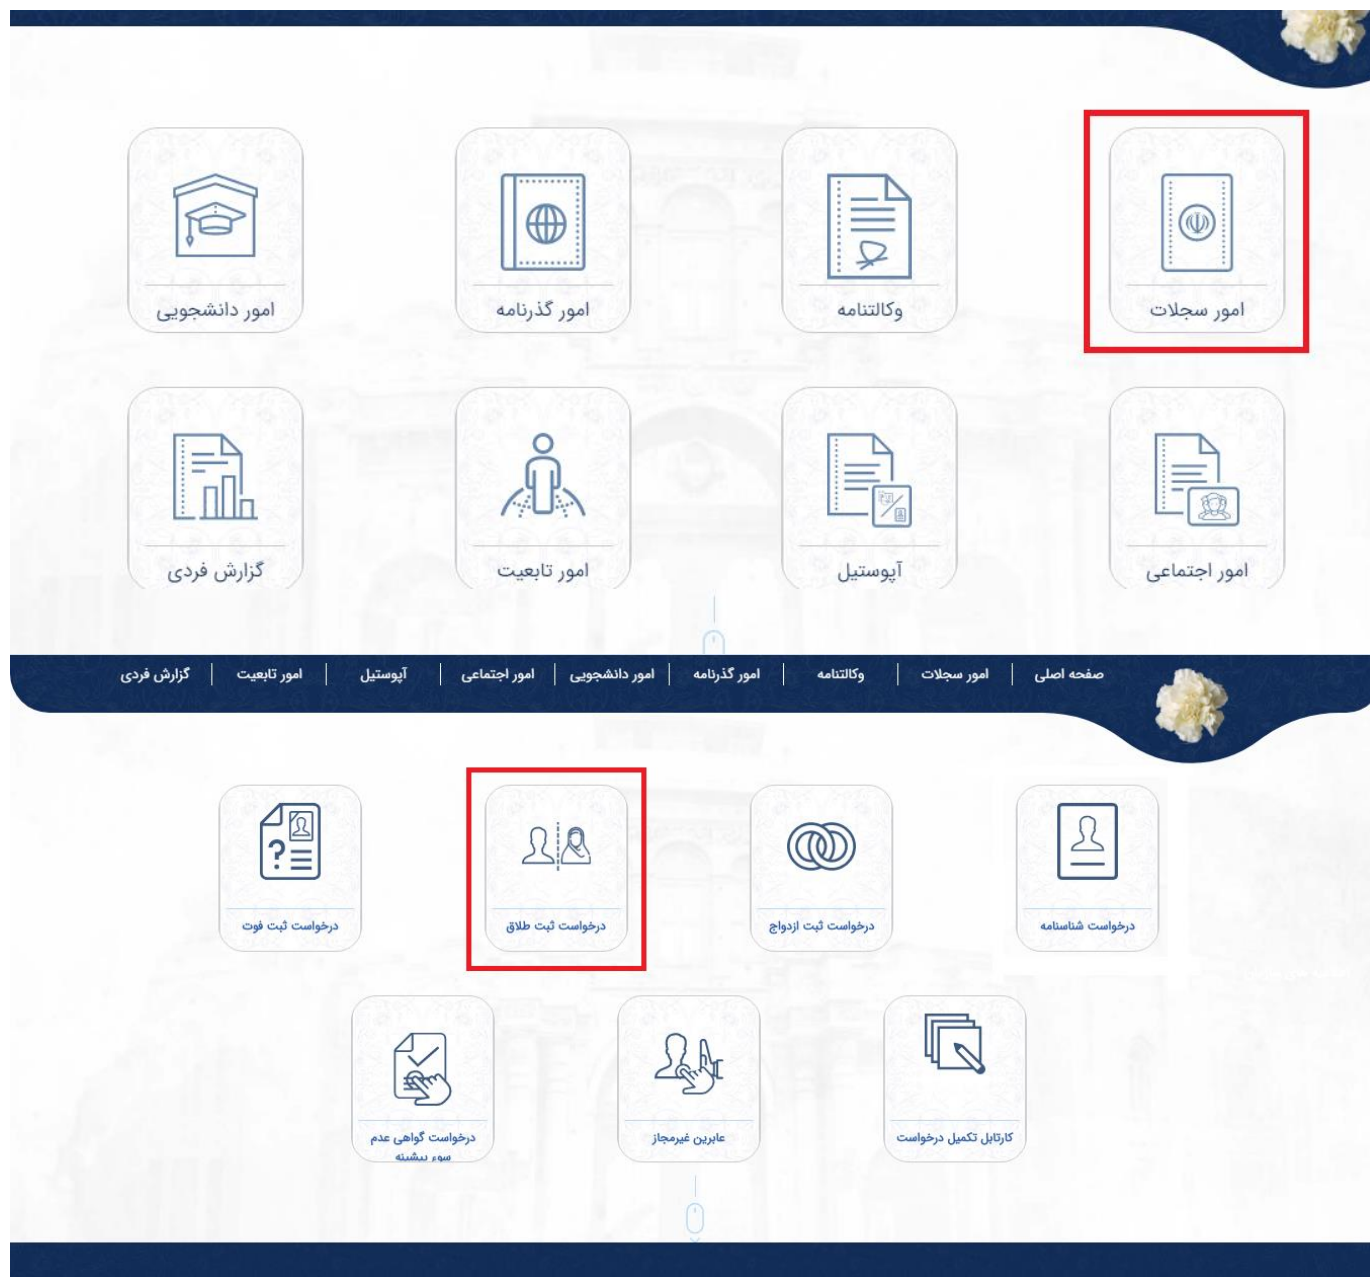 امور سجلات
وکالتنامه
امور گذرنامه
امور دانشجویی
امور اجتماعی
آپوستیل
امور تابعیت
گزارش فردی
صفحه اصلی
امور سجلات
وکالتنامه
امور گذرنامه
امور دانشجویی
امور اجتماعی
آپوستیل
امور تابعیت
گزارش فردی
درخواست شناسنامه
درخواست ثبت ازدواج
درخواست ثبت طلاق
درخواست ثبت فوت
?
کارتابل تکمیل درخواست
عابرین غیرمجاز
درخواست گواهی عدم
سوء پیشینه